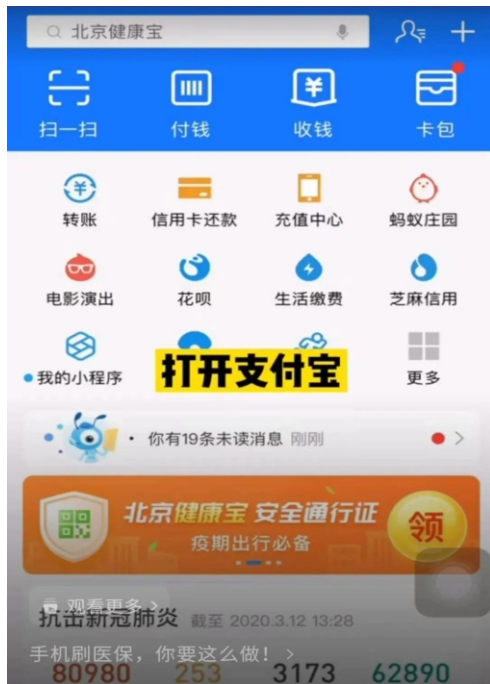 北京健康宝
扫一扫 付钱 收钱 卡包
转账 信用卡还款 充值中心 蚂蚁庄园
电影演出 花呗 生活缴费 芝麻信用
我的小程序 更多
打开支付宝
你有19条未读消息 刚刚
北京健康宝 安全通行证
疫期出行必备
领
观看更多 >
抗击新冠肺炎 截至 2020.3.12 13:28
手机刷医保，你要这么做！ >
80980 253 3173 62890